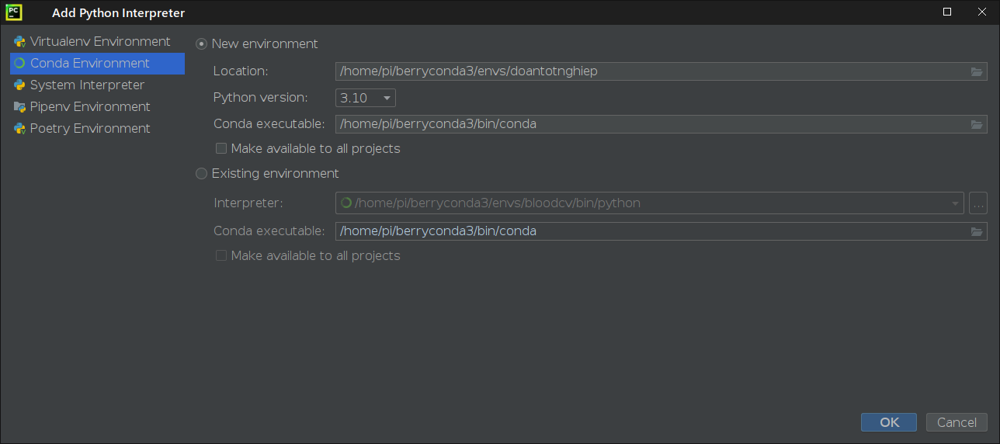 PC
Add Python Interpreter
Virtualenv Environment
Conda Environment
System Interpreter
Pipenv Environment
Poetry Environment
New environment
Location: /home/pi/berryconda3/envs/doantotnghiep
Python version: 3.10
Conda executable: /home/pi/berryconda3/bin/conda
Make available to all projects
Existing environment
Interpreter: /home/pi/berryconda3/envs/bloodcv/bin/python ...
Conda executable: /home/pi/berryconda3/bin/conda
Make available to all projects
OK Cancel